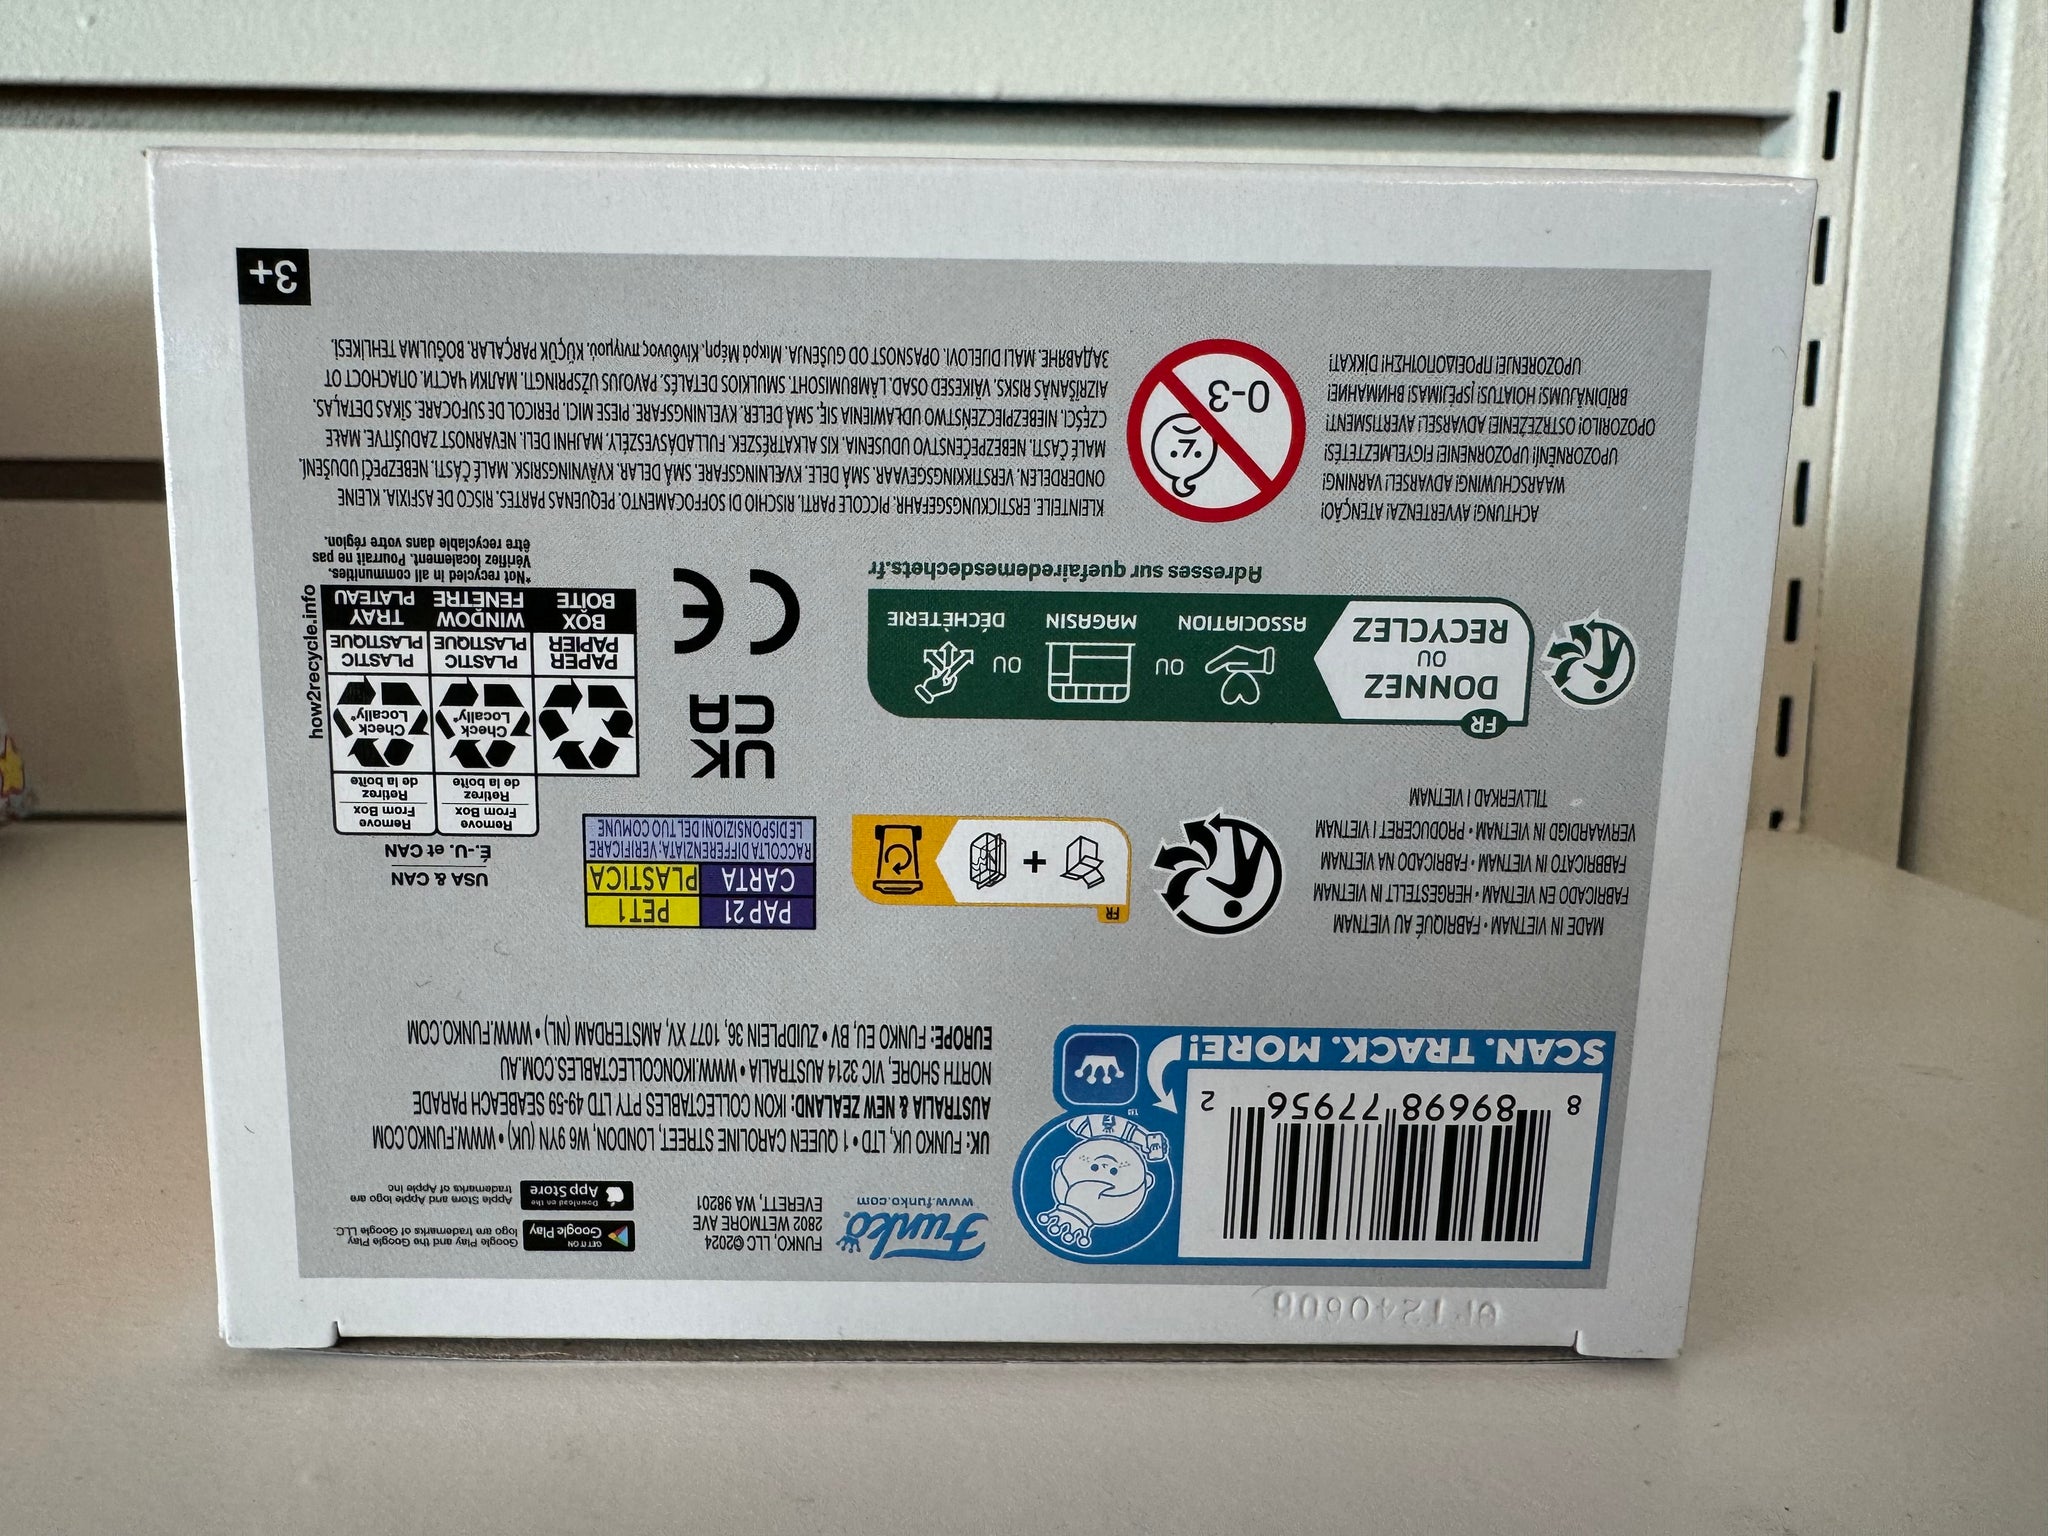 SCAN. TRACK. MORE!
8 89698 77956 2
Funko
www.funko.com
FUNKO, LLC ©2024
2802 WETMORE AVE
EVERETT, WA 98201
GET IT ON
Google Play
Google Play and the Google Play
logo are trademarks of Google LLC.
Download on the
App Store
Apple Store and Apple logo are
trademarks of Apple Inc
UK: FUNKO UK, LTD • 1 QUEEN CAROLINE STREET, LONDON, W6 9YN (UK) • WWW.FUNKO.COM
AUSTRALIA & NEW ZEALAND: IKON COLLECTABLES PTY LTD 49-59 SEABEACH PARADE
NORTH SHORE, VIC 3214 AUSTRALIA • WWW.IKONCOLLECTABLES.COM.AU
EUROPE: FUNKO EU, BV • ZUIDPLEIN 36, 1077 XV, AMSTERDAM (NL) • WWW.FUNKO.COM
MADE IN VIETNAM • FABRIQUÉ AU VIETNAM
FABRICADO EN VIETNAM • HERGESTELLT IN VIETNAM
FABBRICATO IN VIETNAM • FABRICADO NA VIETNAM
VERVAARDIGD IN VIETNAM • PRODUCERET I VIETNAM
TILLVERKAD I VIETNAM
FR
+
PAP 21
PET1
CARTA
PLASTICA
RACCOLTA DIFFERENZIATA; VERIFICARE
LE DISPONSIZIONI DEL TUO COMUNE
USA & CAN
É.-U. et CAN
Remove
From Box
Retirez
de la boîte
Remove
From Box
Retirez
de la boîte
Check
Locally*
Check
Locally*
PAPER
PAPIER
PLASTIC
PLASTIQUE
PLASTIC
PLASTIQUE
BOX
BOÎTE
WINDOW
FENÊTRE
TRAY
PLATEAU
how2recycle.info
*Not recycled in all communities.
Vérifiez localement. Pourrait ne pas
être recyclable dans votre région.
UK
CA
CE
FR
DONNEZ
OU
RECYCLEZ
ASSOCIATION
OU
MAGASIN
OU
DÉCHÈTERIE
Adresses sur quefairedemesdechets.fr
ACHTUNG! AVVERTENZA! ATENÇÃO!
WAARSCHUWING! ADVARSEL! VARNING!
UPOZORNĚNÍ! UPOZORNENIE! FIGYELMEZTETÉS!
OPOZORILO! OSTRZEŻENIE! ADVARSEL! AVERTISMENT!
BRĪDINĀJUMS! HOIATUS! ĮSPĖJIMAS! ВНИМАНИЕ!
UPOZORENJE! ΠΡΟΕΙΔΟΠΟΙΗΣΗ! DİKKAT!
0-3
KLEINTEILE. ERSTICKUNGSGEFAHR. PICCOLE PARTI. RISCHIO DI SOFFOCAMENTO. PEQUENAS PARTES. RISCO DE ASFIXIA. KLEINE
ONDERDELEN. VERSTIKKINGSGEVAAR. SMÅ DELE. KVÆLNINGSFARE. SMÅ DELAR. KVÄVNINGSRISK. MALÉ ČÁSTI. NEBEZPEČÍ UDUŠENÍ.
MALÉ ČASTI. NEBEZPEČENSTVO UDUSENIA. KIS ALKATRÉSZEK. FULLADÁSVESZÉLY. MAJHNI DELI. NEVARNOST ZADUŠITVE. MAŁE
CZĘŚCI. NIEBEZPIECZEŃSTWO UDŁAWIENIA SIĘ. SMÅ DELER. KVELNINGSFARE. PIESE MICI. PERICOL DE SUFOCARE. SĪKAS DETAĻAS.
AIZRĪŠANĀS RISKS. VÄIKESED OSAD. LÄMBUMISOHT. SMULKIOS DETALĖS. PAVOJUS UŽSPRINGTI. МАЛКИ ЧАСТИ. ОПАСНОСТ ОТ
ЗАДАВЯНЕ. MALI DIJELOVI. OPASNOST OD GUŠENJA. Μικρά Μέρη. Κίνδυνος πνιγμού. KÜÇÜK PARÇALAR. BOĞULMA TEHLİKESİ.
3+